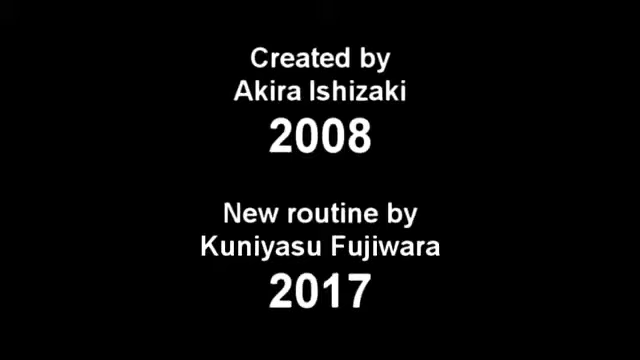 Created by
Akira Ishizaki
2008
New routine by
Kuniyasu Fujiwara
2017